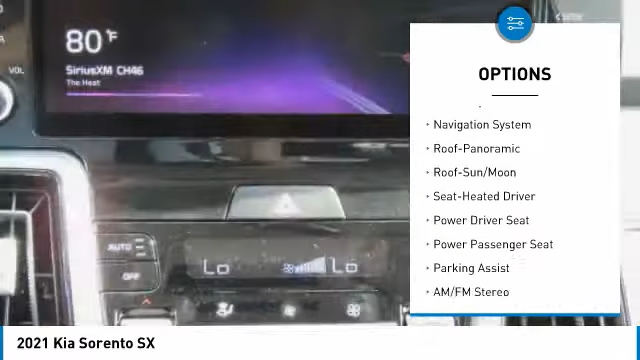 80 °F
VOL
SiriusXM CH46
The Heat
AUTO
OFF
Lo
Lo
OPTIONS
Navigation System
Roof-Panoramic
Roof-Sun/Moon
Seat-Heated Driver
Power Driver Seat
Power Passenger Seat
Parking Assist
AM/FM Stereo
2021 Kia Sorento SX